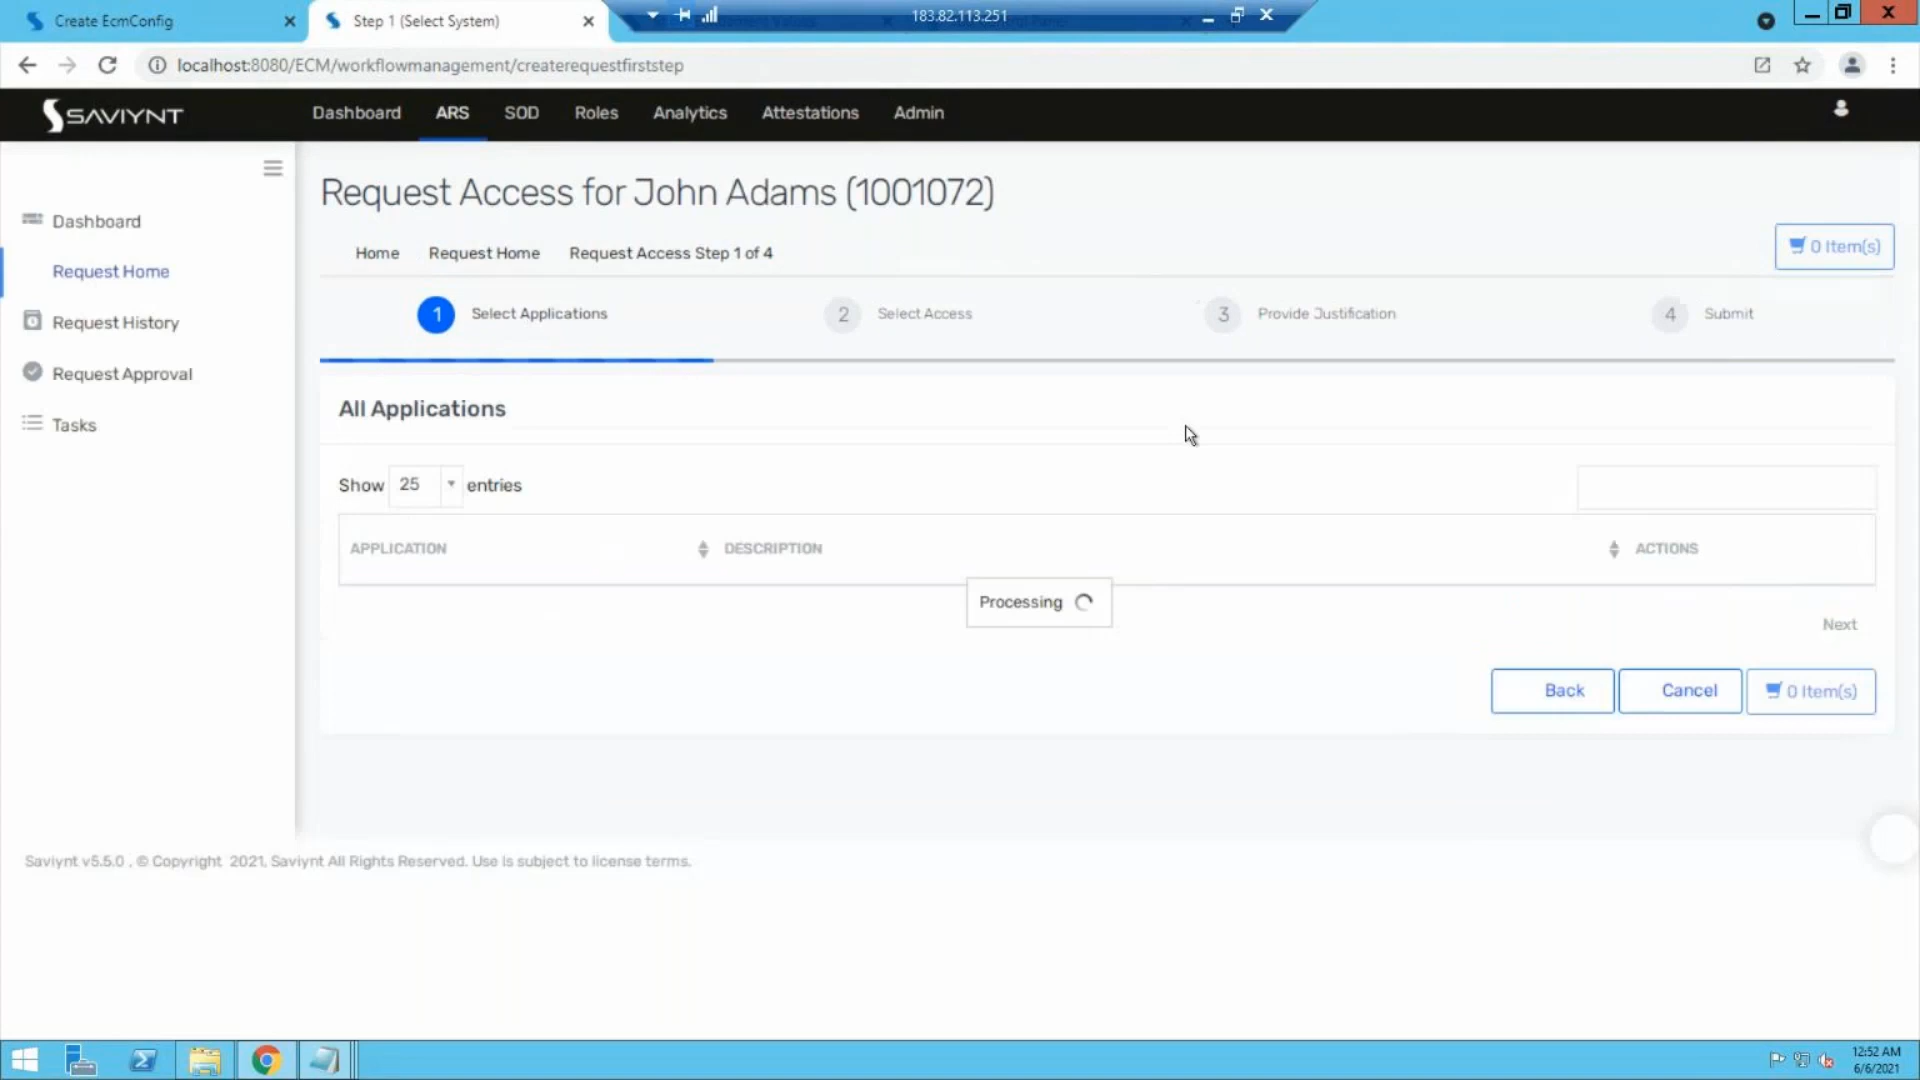 Create EcmConfig
Step 1 (Select System)
183.82.113.251
localhost:8080/ECM/workflowmanagement/createrequestfirststep
SAVIYNT
Dashboard
ARS
SOD
Roles
Analytics
Attestations
Admin
Dashboard
Request Home
Request History
Request Approval
Tasks
Request Access for John Adams (1001072)
Home
Request Home
Request Access Step 1 of 4
0 Item(s)
1
Select Applications
2
Select Access
3
Provide Justification
4
Submit
All Applications
Show 25 entries
APPLICATION
DESCRIPTION
ACTIONS
Processing
Next
Back
Cancel
0 Item(s)
Saviynt v5.5.0 , © Copyright 2021, Saviynt All Rights Reserved. Use is subject to license terms.
12:52 AM
6/6/2021